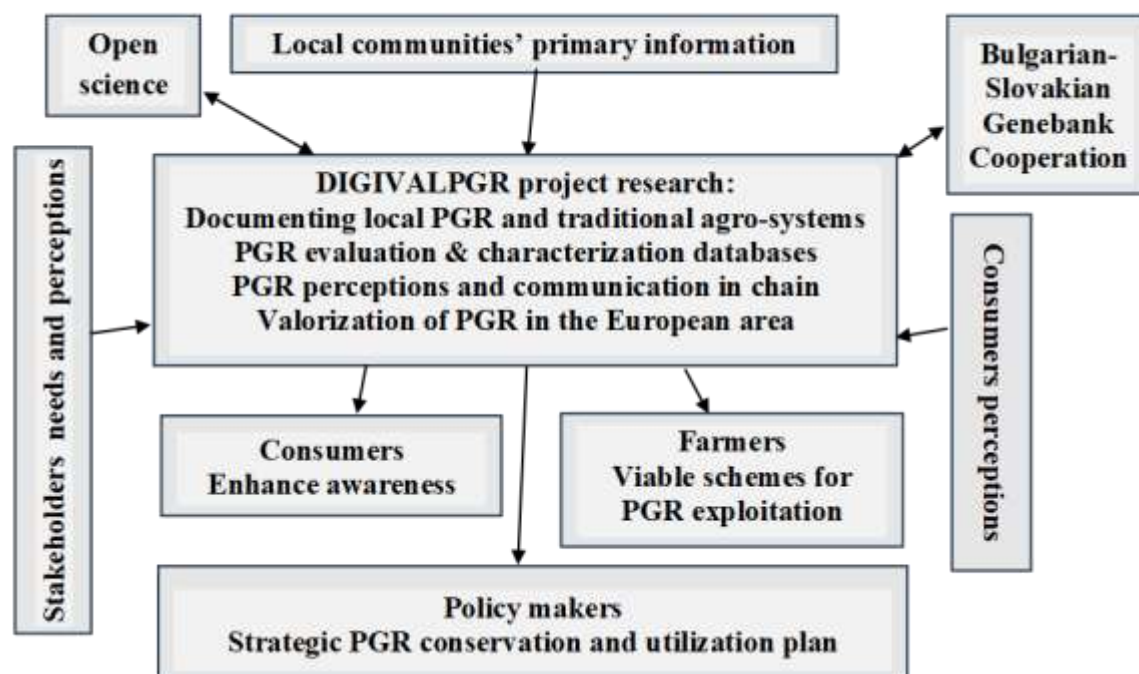 Open
science
Local communities’ primary information
Bulgarian-
Slovakian
Genebank
Cooperation
Stakeholders needs and perceptions
DIGIVALPGR project research:
Documenting local PGR and traditional agro-systems
PGR evaluation & characterization databases
PGR perceptions and communication in chain
Valorization of PGR in the European area
Consumers perceptions
Consumers
Enhance awareness
Farmers
Viable schemes for
PGR exploitation
Policy makers
Strategic PGR conservation and utilization plan